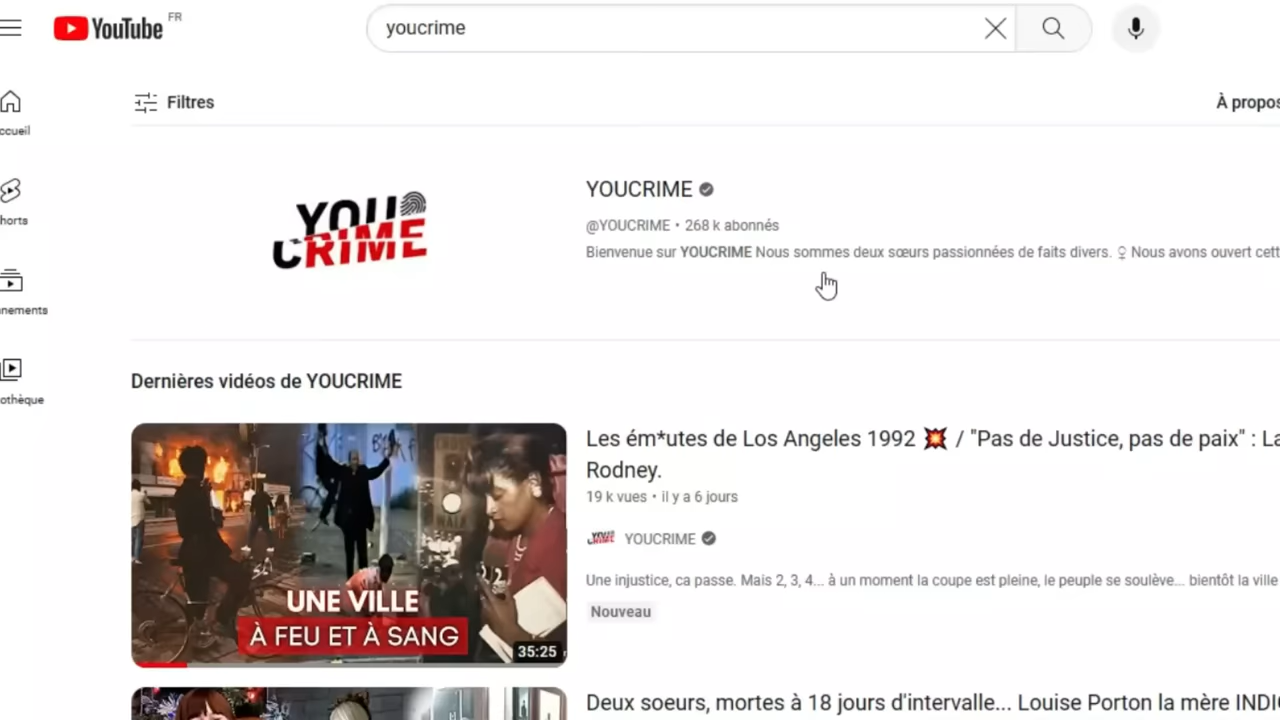 YouTube FR
youcrime
Filtres
À propos
ccueil
YOU
CRIME
YOUCRIME
@YOUCRIME • 268 k abonnés
Bienvenue sur YOUCRIME Nous sommes deux sœurs passionnées de faits divers. ♀ Nous avons ouvert cett
horts
nnements
othèque
Dernières vidéos de YOUCRIME
Les ém*utes de Los Angeles 1992 💥 / "Pas de Justice, pas de paix" : La
Rodney.
19 k vues • il y a 6 jours
YOUCRIME
Une injustice, ca passe. Mais 2, 3, 4... à un moment la coupe est pleine, le peuple se soulève... bientôt la ville
Nouveau
UNE VILLE
À FEU ET À SANG
35:25
Deux soeurs, mortes à 18 jours d'intervalle... Louise Porton la mère INDI